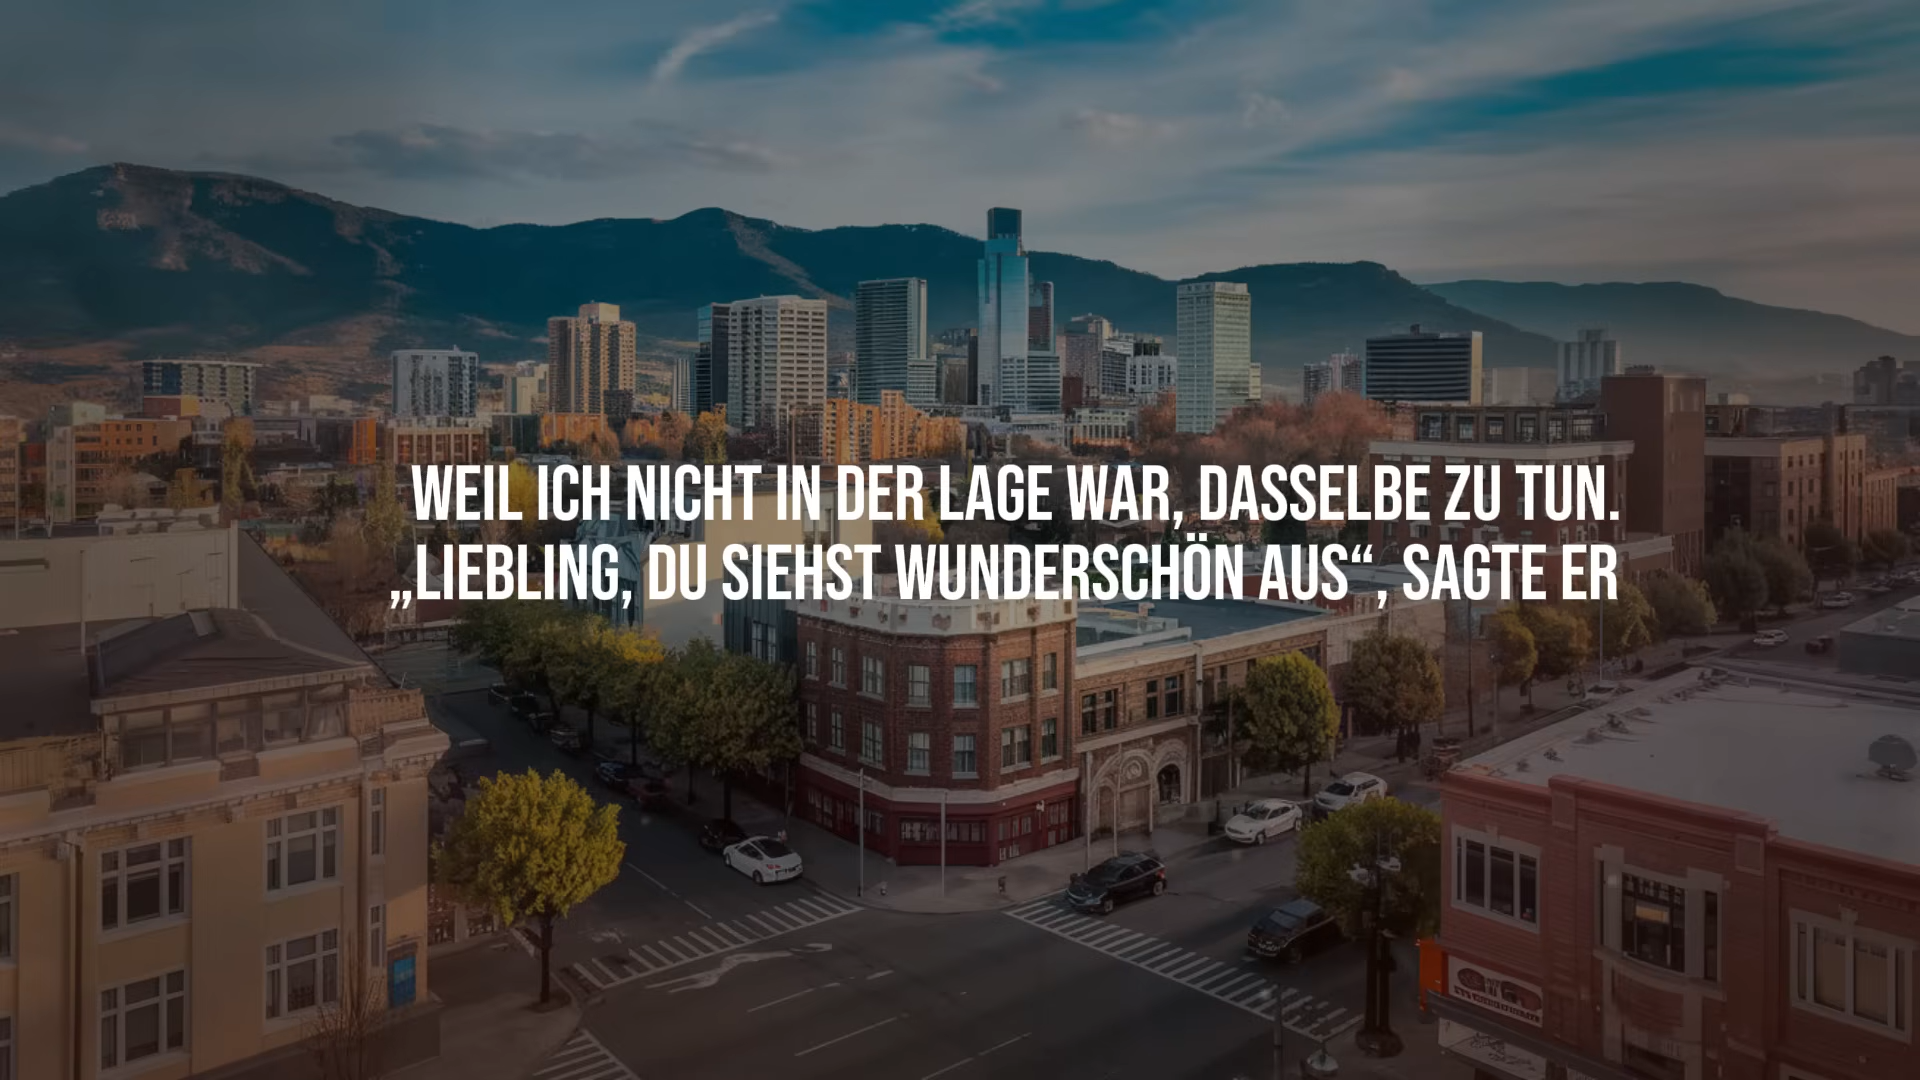 WEIL ICH NICHT IN DER LAGE WAR, DASSELBE ZU TUN.
„LIEBLING, DU SIEHST WUNDERSCHÖN AUS“, SAGTE ER